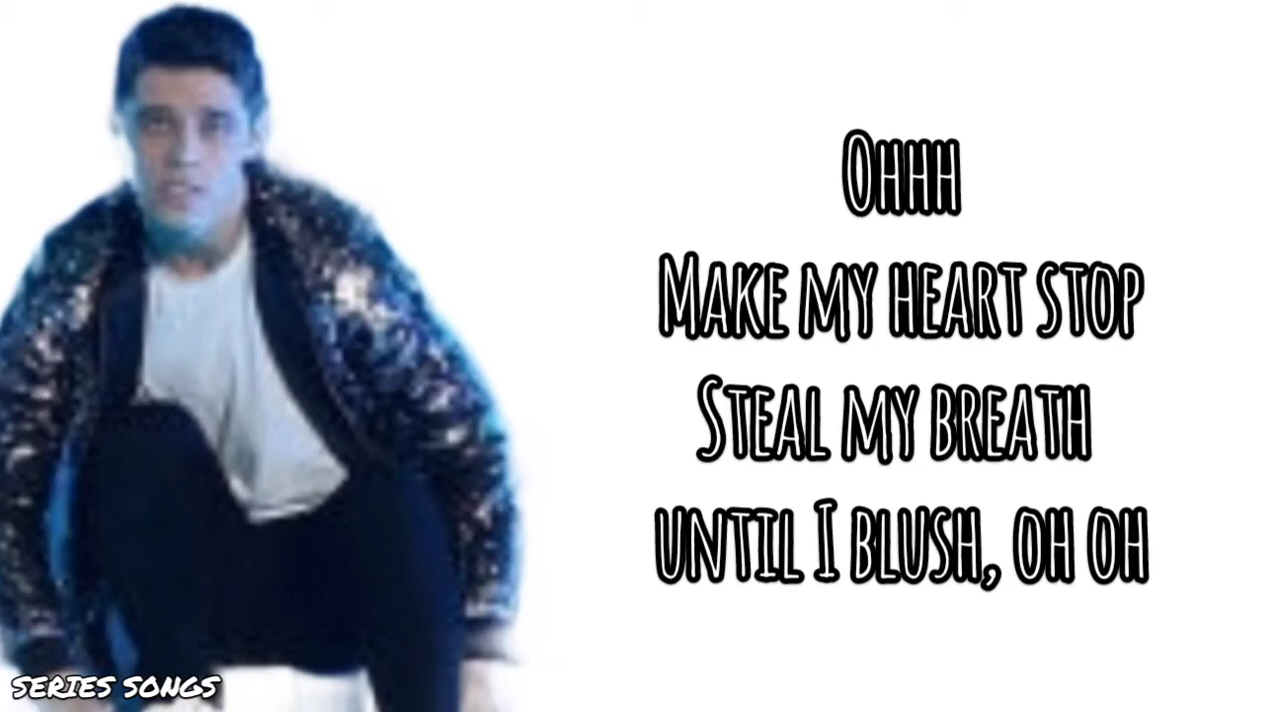 Ohhh
Make my heart stop
Steal my breath
until I blush, oh oh
SERIES SONGS